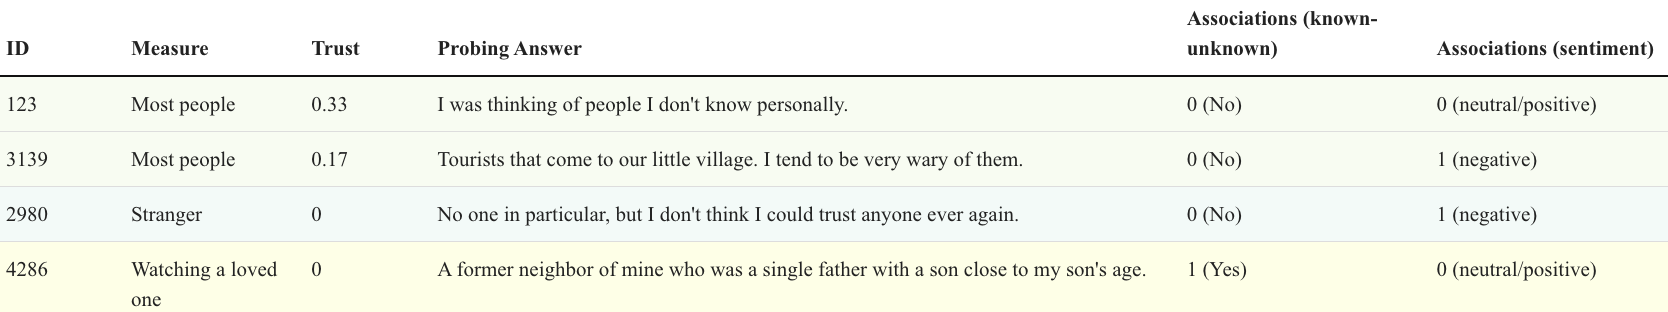 ID Measure Trust Probing Answer Associations (known-unknown) Associations (sentiment)
123 Most people 0.33 I was thinking of people I don't know personally. 0 (No) 0 (neutral/positive)
3139 Most people 0.17 Tourists that come to our little village. I tend to be very wary of them. 0 (No) 1 (negative)
2980 Stranger 0 No one in particular, but I don't think I could trust anyone ever again. 0 (No) 1 (negative)
4286 Watching a loved one 0 A former neighbor of mine who was a single father with a son close to my son's age. 1 (Yes) 0 (neutral/positive)